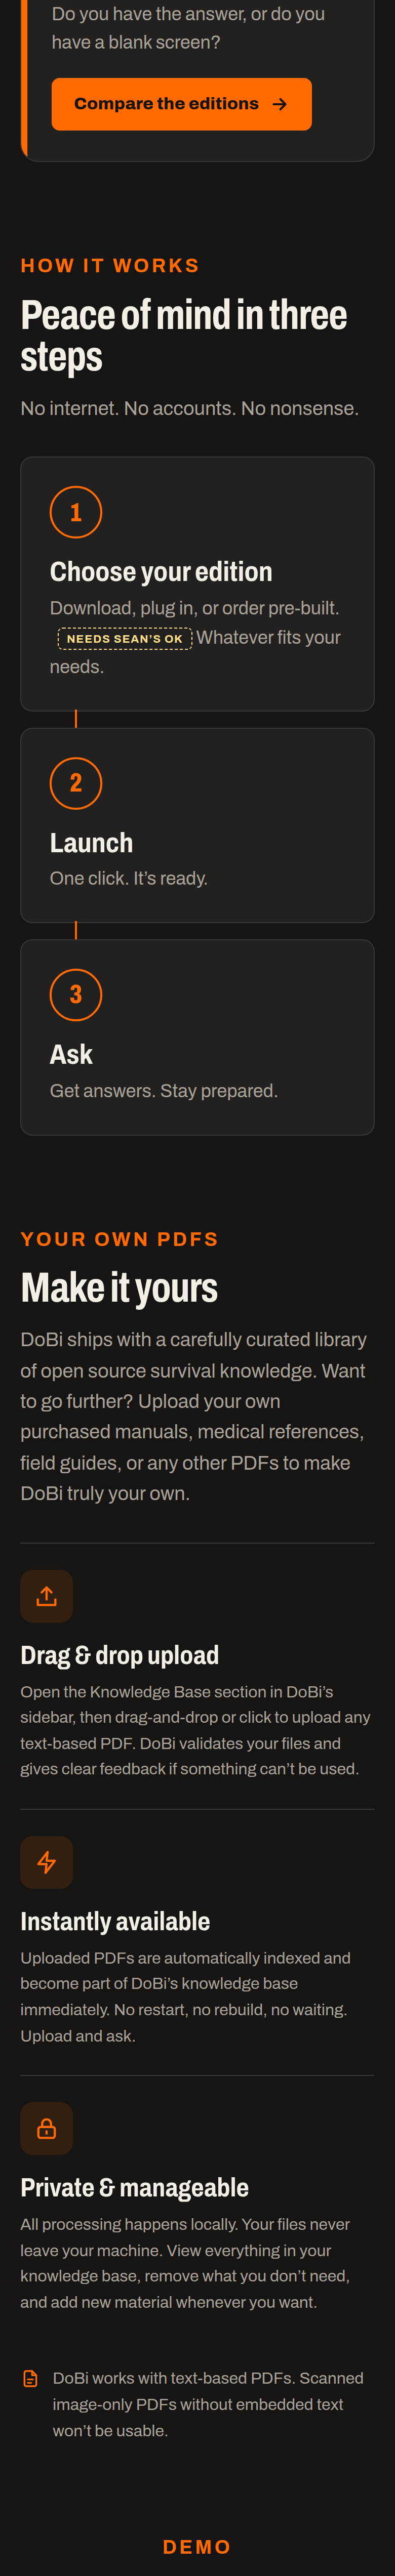 Do you have the answer, or do you
have a blank screen?
Compare the editions →
HOW IT WORKS
Peace of mind in three
steps
No internet. No accounts. No nonsense.
1
Choose your edition
Download, plug in, or order pre-built.
NEEDS SEAN’S OK Whatever fits your
needs.
2
Launch
One click. It’s ready.
3
Ask
Get answers. Stay prepared.
YOUR OWN PDFS
Make it yours
DoBi ships with a carefully curated library
of open source survival knowledge. Want
to go further? Upload your own
purchased manuals, medical references,
field guides, or any other PDFs to make
DoBi truly your own.
Drag & drop upload
Open the Knowledge Base section in DoBi’s
sidebar, then drag-and-drop or click to upload any
text-based PDF. DoBi validates your files and
gives clear feedback if something can’t be used.
Instantly available
Uploaded PDFs are automatically indexed and
become part of DoBi’s knowledge base
immediately. No restart, no rebuild, no waiting.
Upload and ask.
Private & manageable
All processing happens locally. Your files never
leave your machine. View everything in your
knowledge base, remove what you don’t need,
and add new material whenever you want.
DoBi works with text-based PDFs. Scanned
image-only PDFs without embedded text
won’t be usable.
DEMO